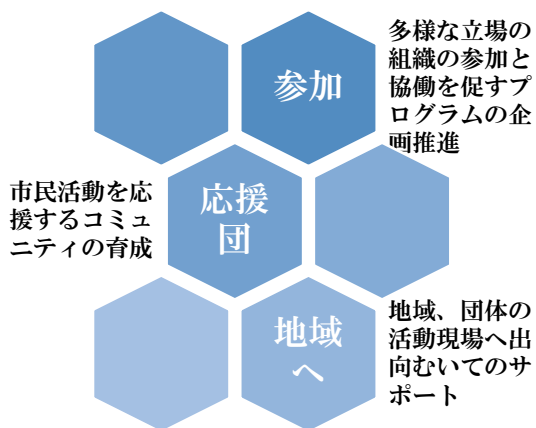 参加
多様な立場の
組織の参加と
協働を促すプ
ログラムの企
画推進
市民活動を応
援するコミュ
ニティの育成
応援
団
地域
へ
地域、団体の
活動現場へ出
向むいてのサ
ポート